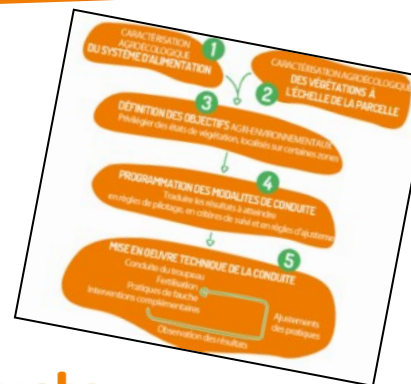 CARACTÉRISATION
AGROÉCOLOGIQUE
DU SYSTÈME D'ALIMENTATION
1
CARACTÉRISATION AGROÉCOLOGIQUE
DES VÉGÉTATIONS À
L'ÉCHELLE DE LA PARCELLE
2
3
DÉFINITION DES OBJECTIFS AGRI-ENVIRONNEMENTAUX
Privilégier des états de végétation, localisés sur certaines zones
4
PROGRAMMATION DES MODALITÉS DE CONDUITE
Traduire les résultats à atteindre
en règles de pilotage, en critères de suivi et en règles d'ajusteme
5
MISE EN OEUVRE TECHNIQUE DE LA CONDUITE
Conduite du troupeau
Fertilisation
Pratiques de fauche
Interventions complémentaires
Ajustements
des pratiques
Observation des résultats